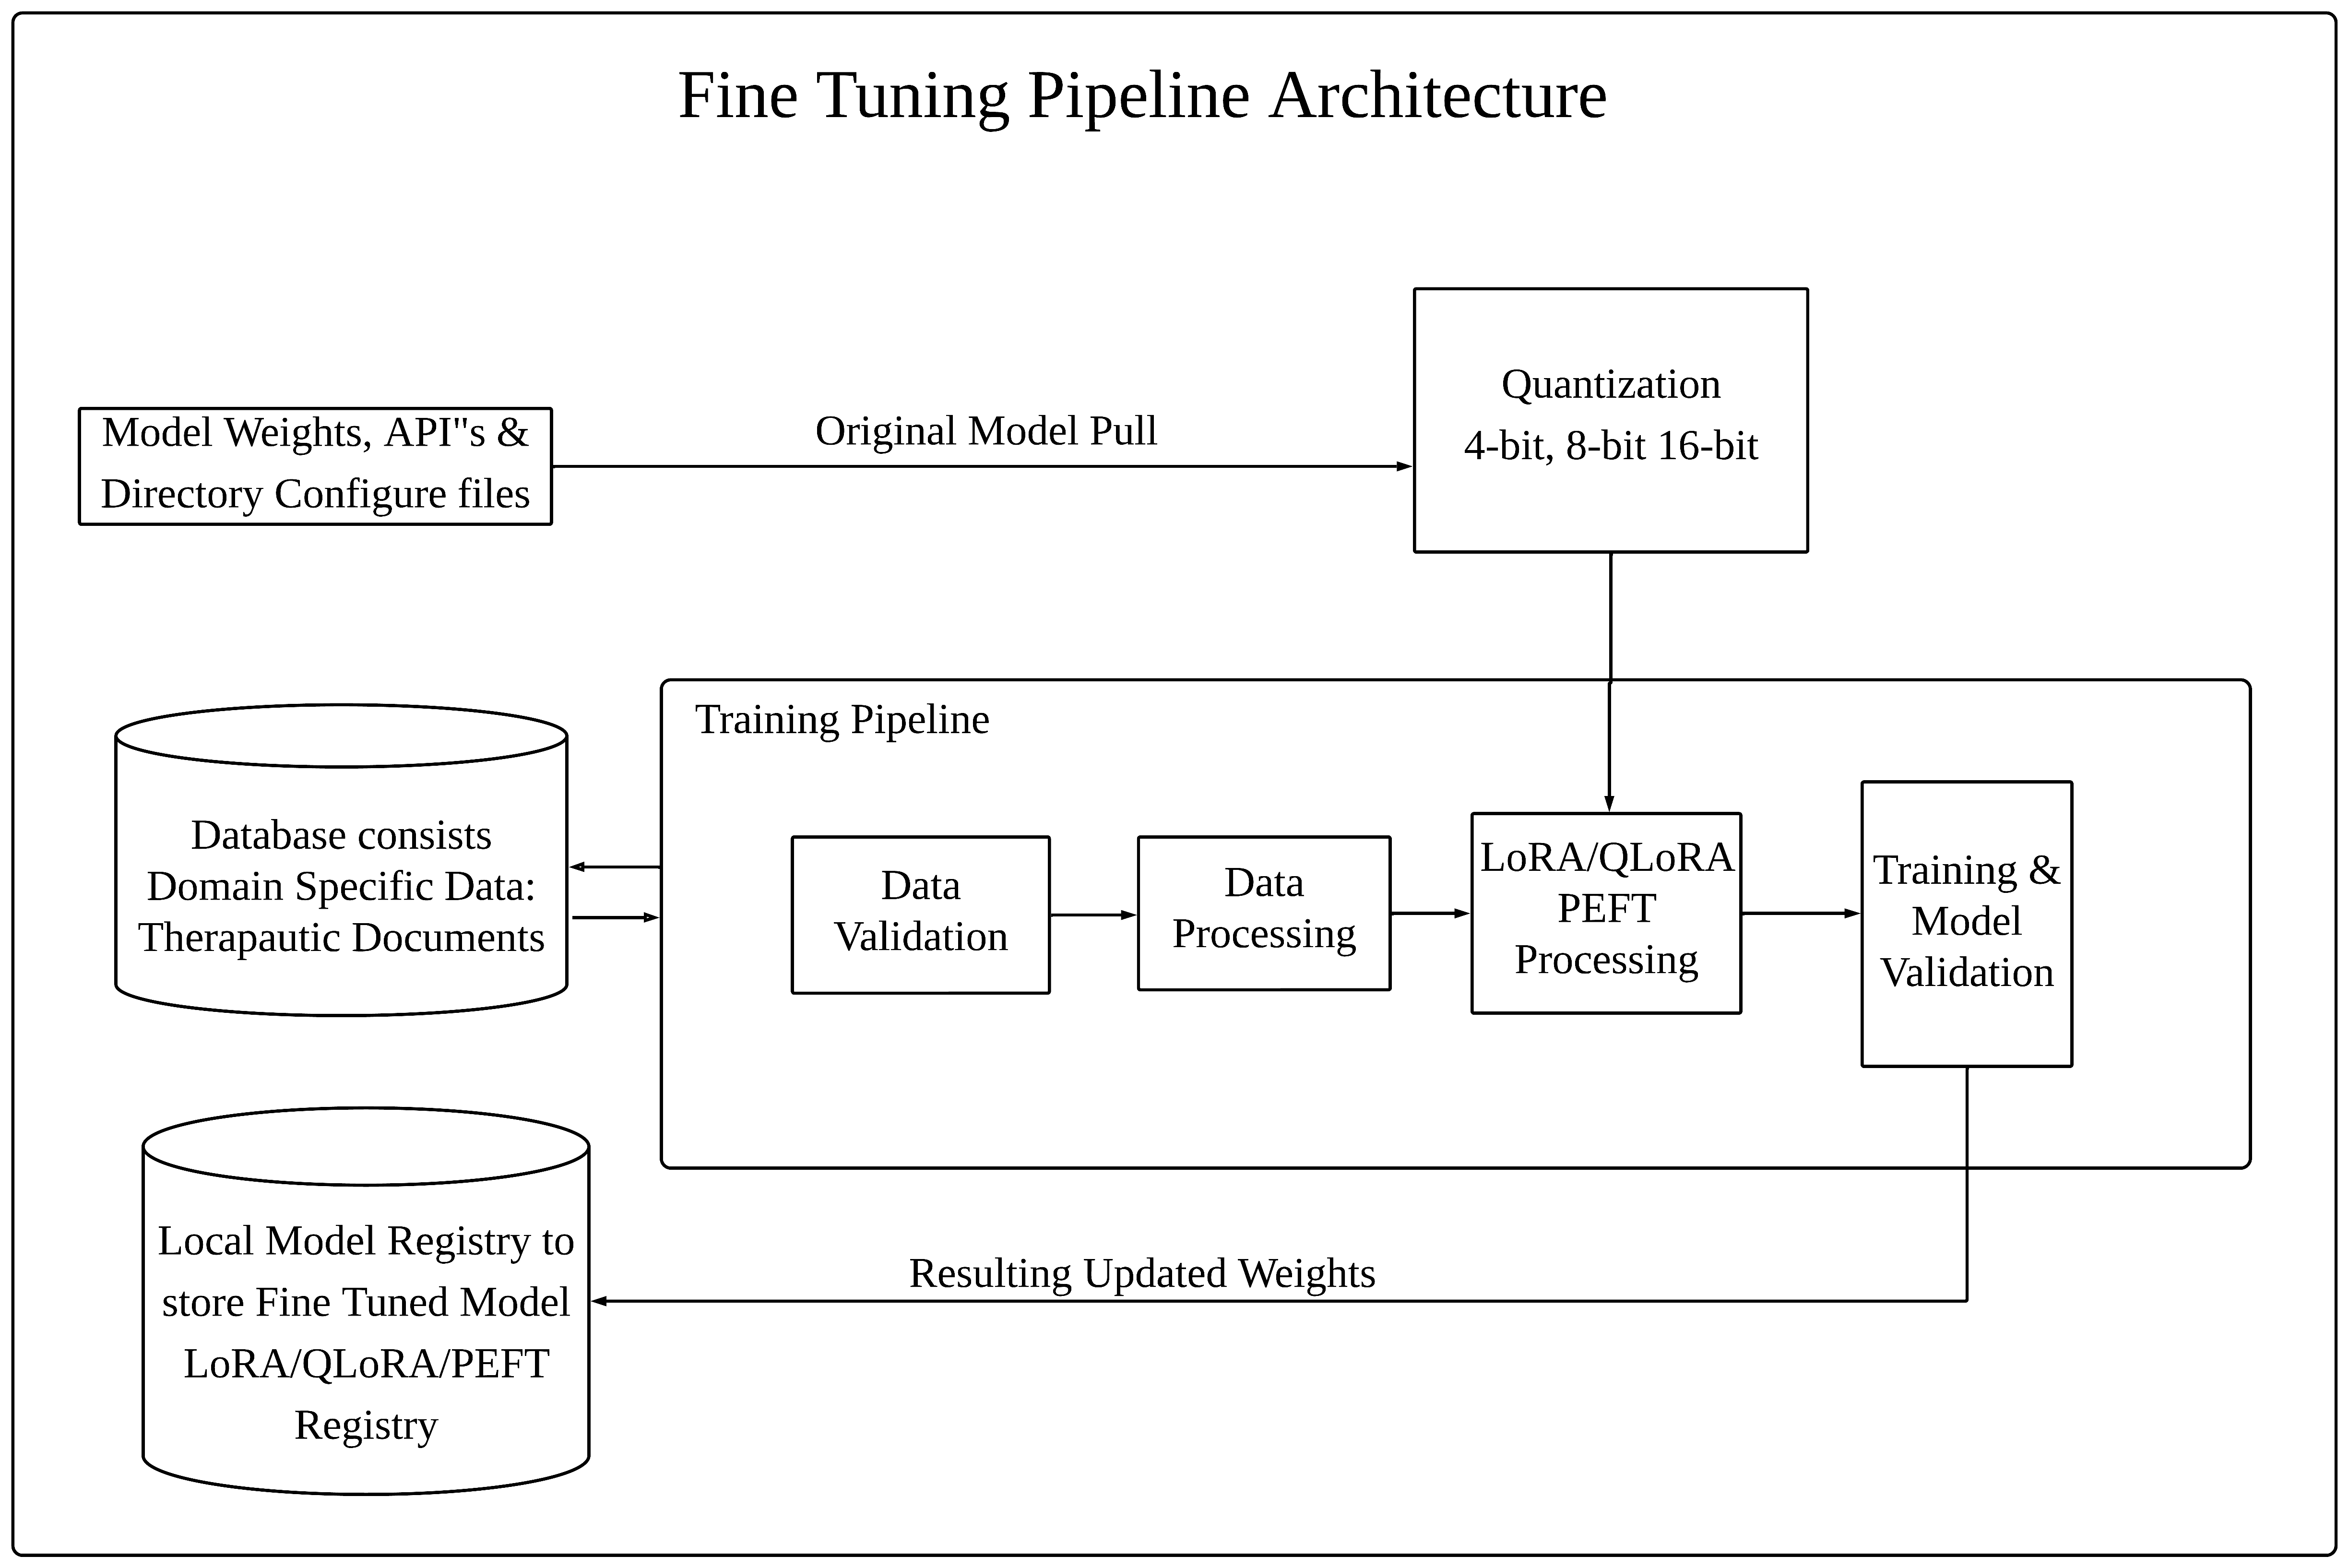 Fine Tuning Pipeline Architecture
Quantization
4-bit, 8-bit 16-bit
Model Weights, API"s &
Directory Configure files
Original Model Pull
Training Pipeline
Database consists
Domain Specific Data:
Therapautic Documents
Data
Validation
Data
Processing
LoRA/QLoRA
PEFT
Processing
Training &
Model
Validation
Local Model Registry to
store Fine Tuned Model
LoRA/QLoRA/PEFT
Registry
Resulting Updated Weights